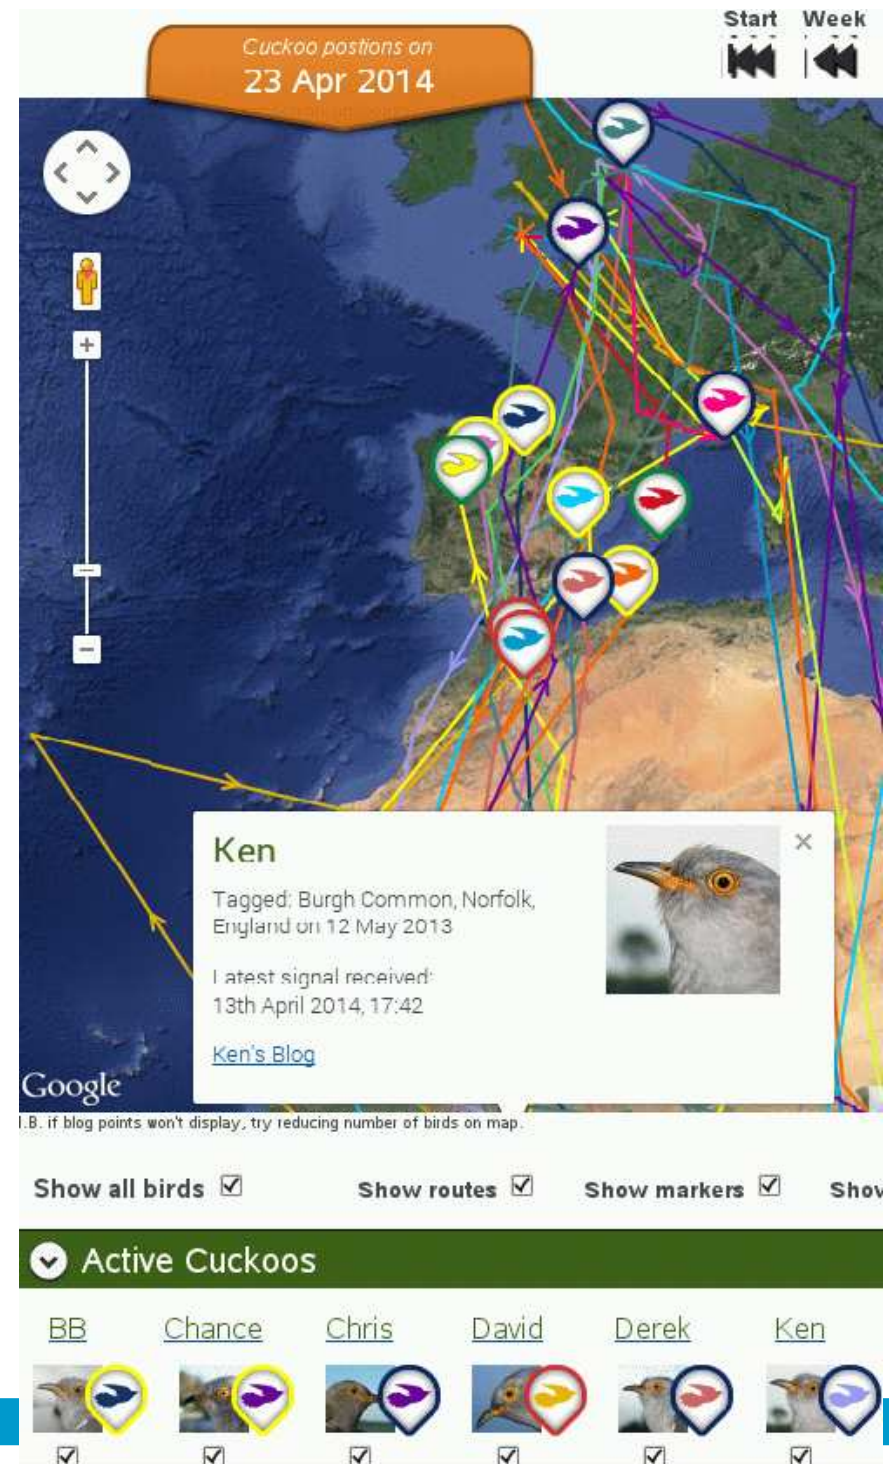 Start Week
Cuckoo postions on
23 Apr 2014
Ken
Tagged: Burgh Common, Norfolk,
England on 12 May 2013
Latest signal received:
13th April 2014, 17:42
Ken's Blog
Google
.B. if blog points won't display, try reducing number of birds on map.
Show all birds Show routes Show markers Show
Active Cuckoos
BB Chance Chris David Derek Ken